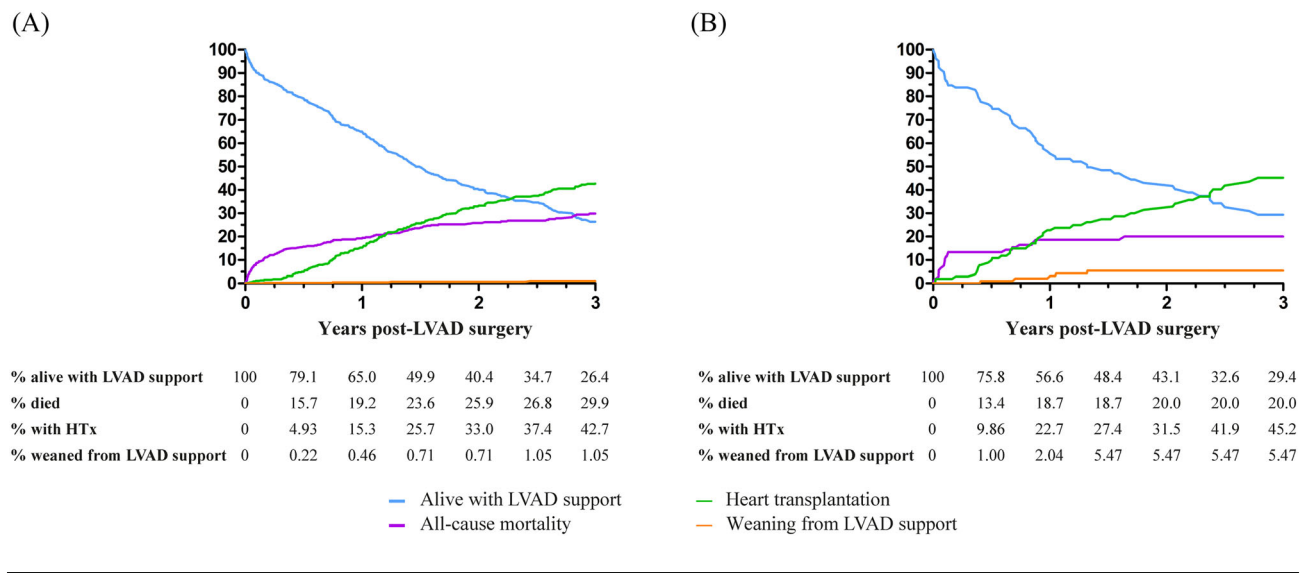 (A)
100
90
80
70
60
50
40
30
20
10
0
0 1 2 3
Years post-LVAD surgery
% alive with LVAD support 100 79.1 65.0 49.9 40.4 34.7 26.4
% died 0 15.7 19.2 23.6 25.9 26.8 29.9
% with HTx 0 4.93 15.3 25.7 33.0 37.4 42.7
% weaned from LVAD support 0 0.22 0.46 0.71 0.71 1.05 1.05
(B)
100
90
80
70
60
50
40
30
20
10
0
0 1 2 3
Years post-LVAD surgery
% alive with LVAD support 100 75.8 56.6 48.4 43.1 32.6 29.4
% died 0 13.4 18.7 18.7 20.0 20.0 20.0
% with HTx 0 9.86 22.7 27.4 31.5 41.9 45.2
% weaned from LVAD support 0 1.00 2.04 5.47 5.47 5.47 5.47
Alive with LVAD support
All-cause mortality
Heart transplantation
Weaning from LVAD support